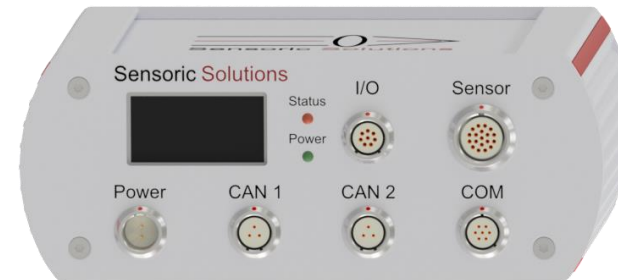 Sensoric Solutions
Sensoric Solutions
I/O
Sensor
Status
Power
Power
CAN 1
CAN 2
COM